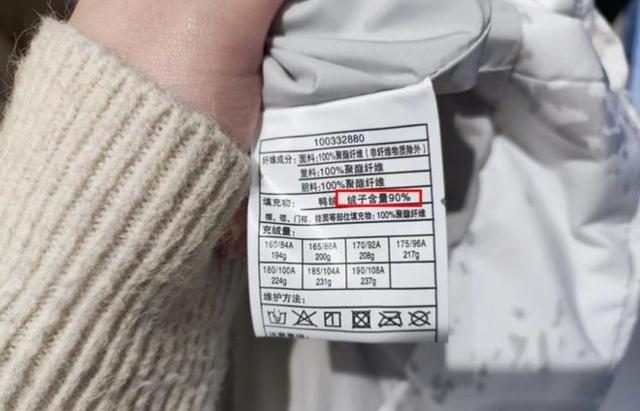 100332880
纤维成分:面料:100%聚酯纤维(非纤维物质除外)
里料:100%聚酯纤维
胆料:100%聚酯纤维
填充物: 鸭绒 绒子含量90%
帽、领、门襟、挂面等部位填充物:100%聚酯纤维
充绒量:
160/84A 165/88A 170/92A 175/96A
194g 200g 208g 217g
180/100A 185/104A 190/108A
224g 231g 237g
维护方法: